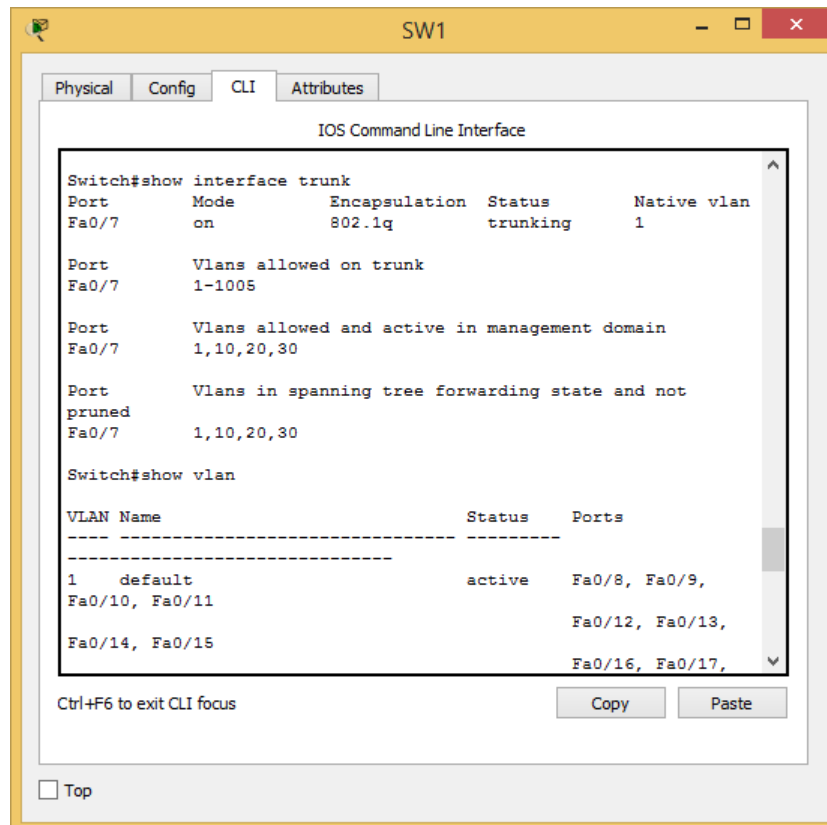 SW1
Physical Config CLI Attributes
IOS Command Line Interface
Switch#show interface trunk
Port        Mode         Encapsulation  Status        Native vlan
Fa0/7       on           802.1q         trunking      1
Port        Vlans allowed on trunk
Fa0/7       1-1005
Port        Vlans allowed and active in management domain
Fa0/7       1,10,20,30
Port        Vlans in spanning tree forwarding state and not
pruned
Fa0/7       1,10,20,30
Switch#show vlan
VLAN Name                             Status    Ports
---- -------------------------------- ---------
-------------------------------
1    default                          active    Fa0/8, Fa0/9,
Fa0/10, Fa0/11
                                                Fa0/12, Fa0/13,
Fa0/14, Fa0/15
                                                Fa0/16, Fa0/17,
Ctrl+F6 to exit CLI focus Copy Paste
Top